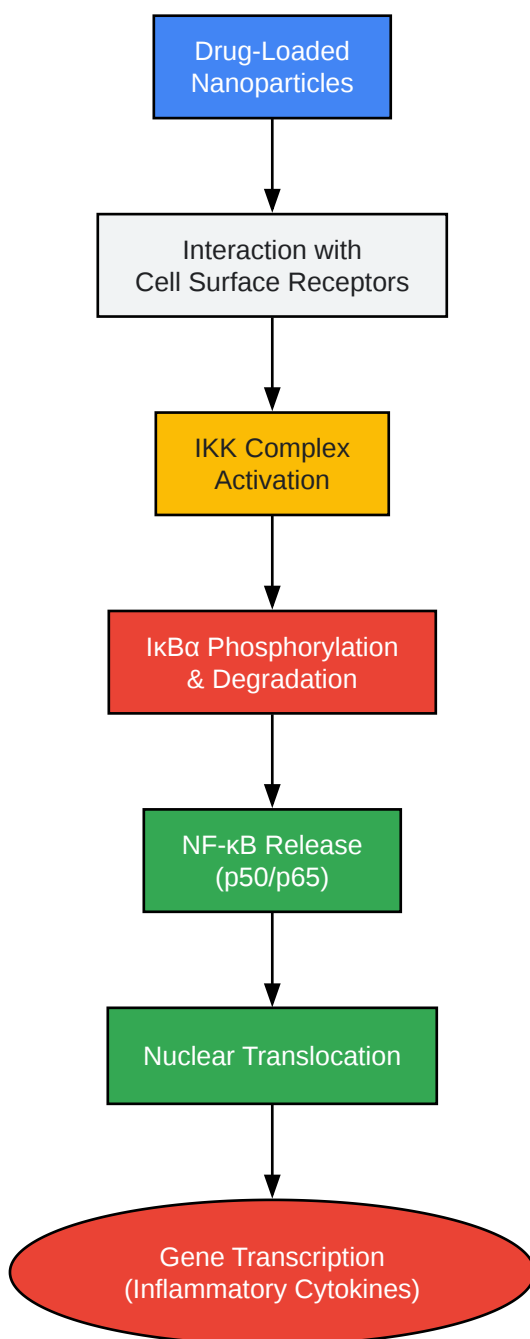 Drug-Loaded
Nanoparticles
Interaction with
Cell Surface Receptors
IKK Complex
Activation
IκBα Phosphorylation
& Degradation
NF-κB Release
(p50/p65)
Nuclear Translocation
Gene Transcription
(Inflammatory Cytokines)